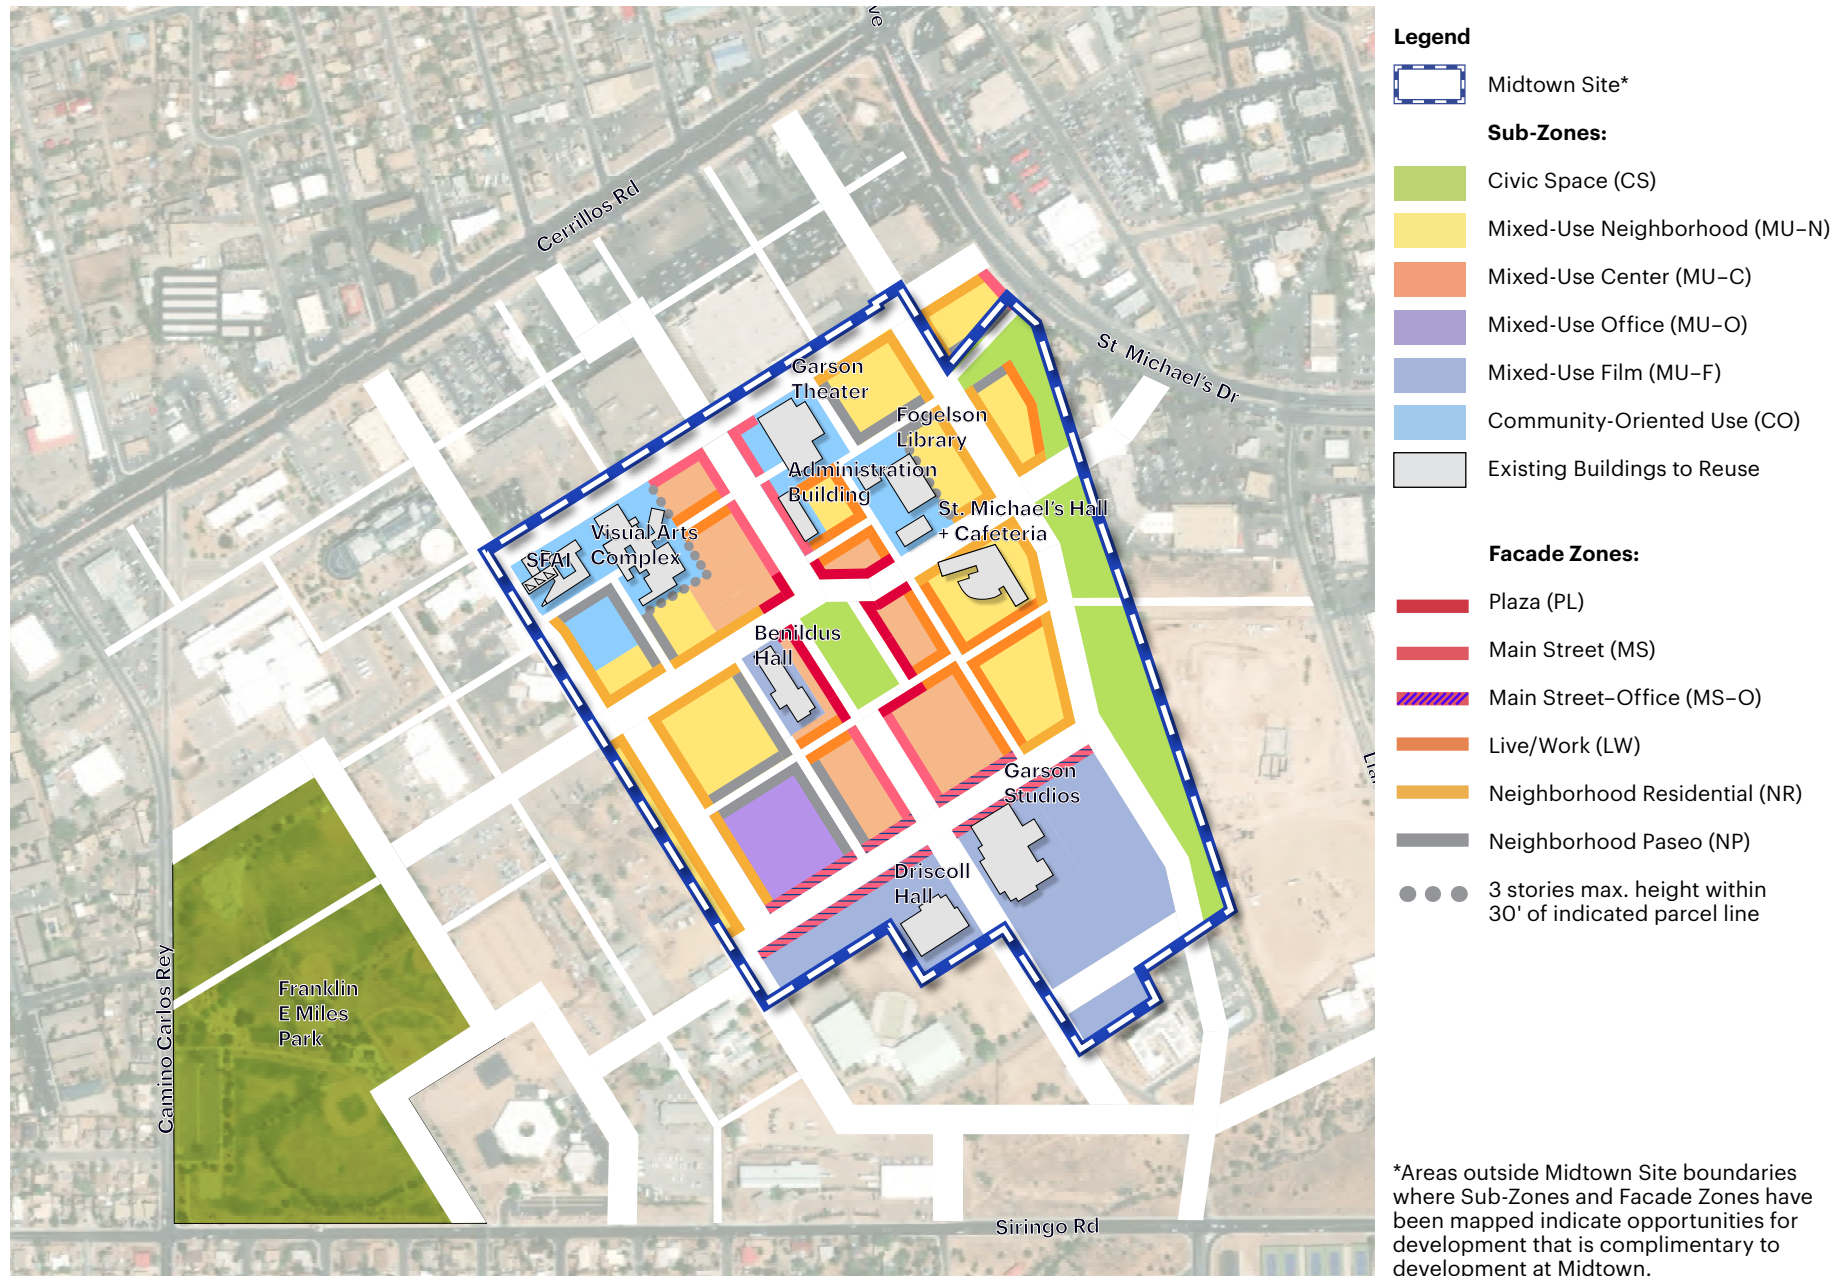 ve
Cerrillos Rd
St. Michael's Dr
Garson
Theater
Fogelson
Library
Administration
Building
St. Michael's Hall
+ Cafeteria
Visual Arts
Complex
SFAI
Benildus
Hall
Garson
Studios
Driscoll
Hall
Franklin
E Miles
Park
Camino Carlos Rey
Siringo Rd
Legend
Midtown Site*
Sub-Zones:
Civic Space (CS)
Mixed-Use Neighborhood (MU–N)
Mixed-Use Center (MU–C)
Mixed-Use Office (MU–O)
Mixed-Use Film (MU–F)
Community-Oriented Use (CO)
Existing Buildings to Reuse
Facade Zones:
Plaza (PL)
Main Street (MS)
Main Street–Office (MS–O)
Live/Work (LW)
Neighborhood Residential (NR)
Neighborhood Paseo (NP)
3 stories max. height within
30' of indicated parcel line
*Areas outside Midtown Site boundaries
where Sub-Zones and Facade Zones have
been mapped indicate opportunities for
development that is complimentary to
development at Midtown.